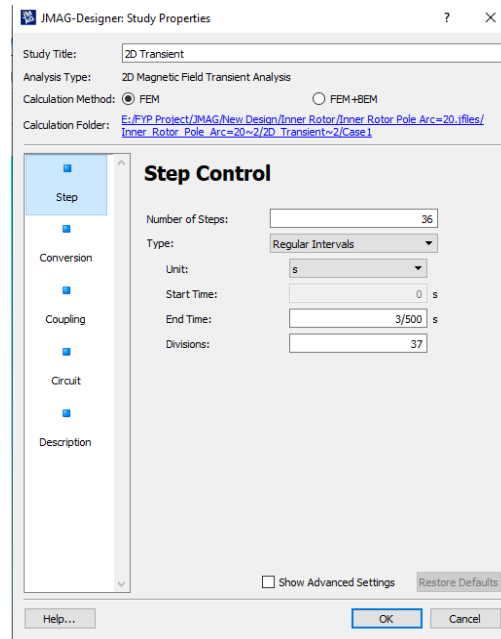 JMAG-Designer: Study Properties ? ×
Study Title: 2D Transient
Analysis Type: 2D Magnetic Field Transient Analysis
Calculation Method: FEM FEM+BEM
Calculation Folder: E:/FYP Project/JMAG/New Design/Inner Rotor/Inner Rotor Pole Arc=20.jfiles/
Inner_Rotor_Pole_Arc=20~2/2D_Transient~2/Case1
Step
Conversion
Coupling
Circuit
Description
Step Control
Number of Steps: 36
Type: Regular Intervals
Unit: s
Start Time: 0 s
End Time: 3/500 s
Divisions: 37
Show Advanced Settings Restore Defaults
Help... OK Cancel